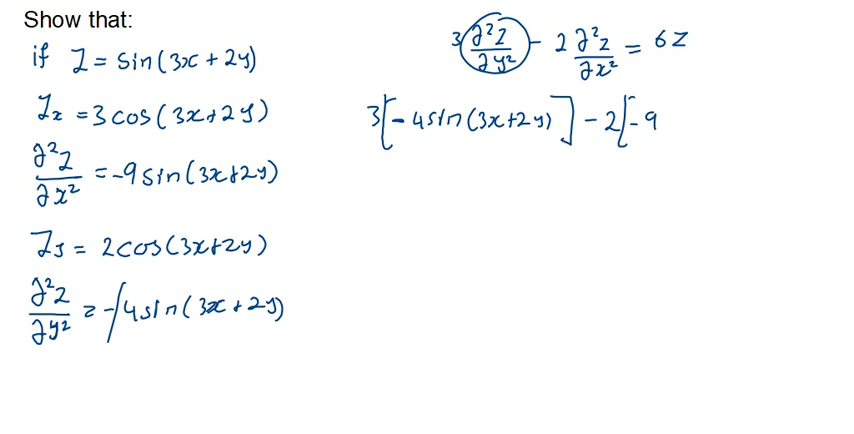 Show that:
if Z = sin(3x + 2y)
Zx = 3cos(3x + 2y)
∂²Z/∂x² = -9sin(3x+2y)
Zy = 2cos(3x+2y)
∂²Z/∂y² = -4sin(3x + 2y)
3 ∂²Z/∂y² - 2 ∂²z/∂x² = 6Z
3[-4sin(3x+2y)] - 2[-9